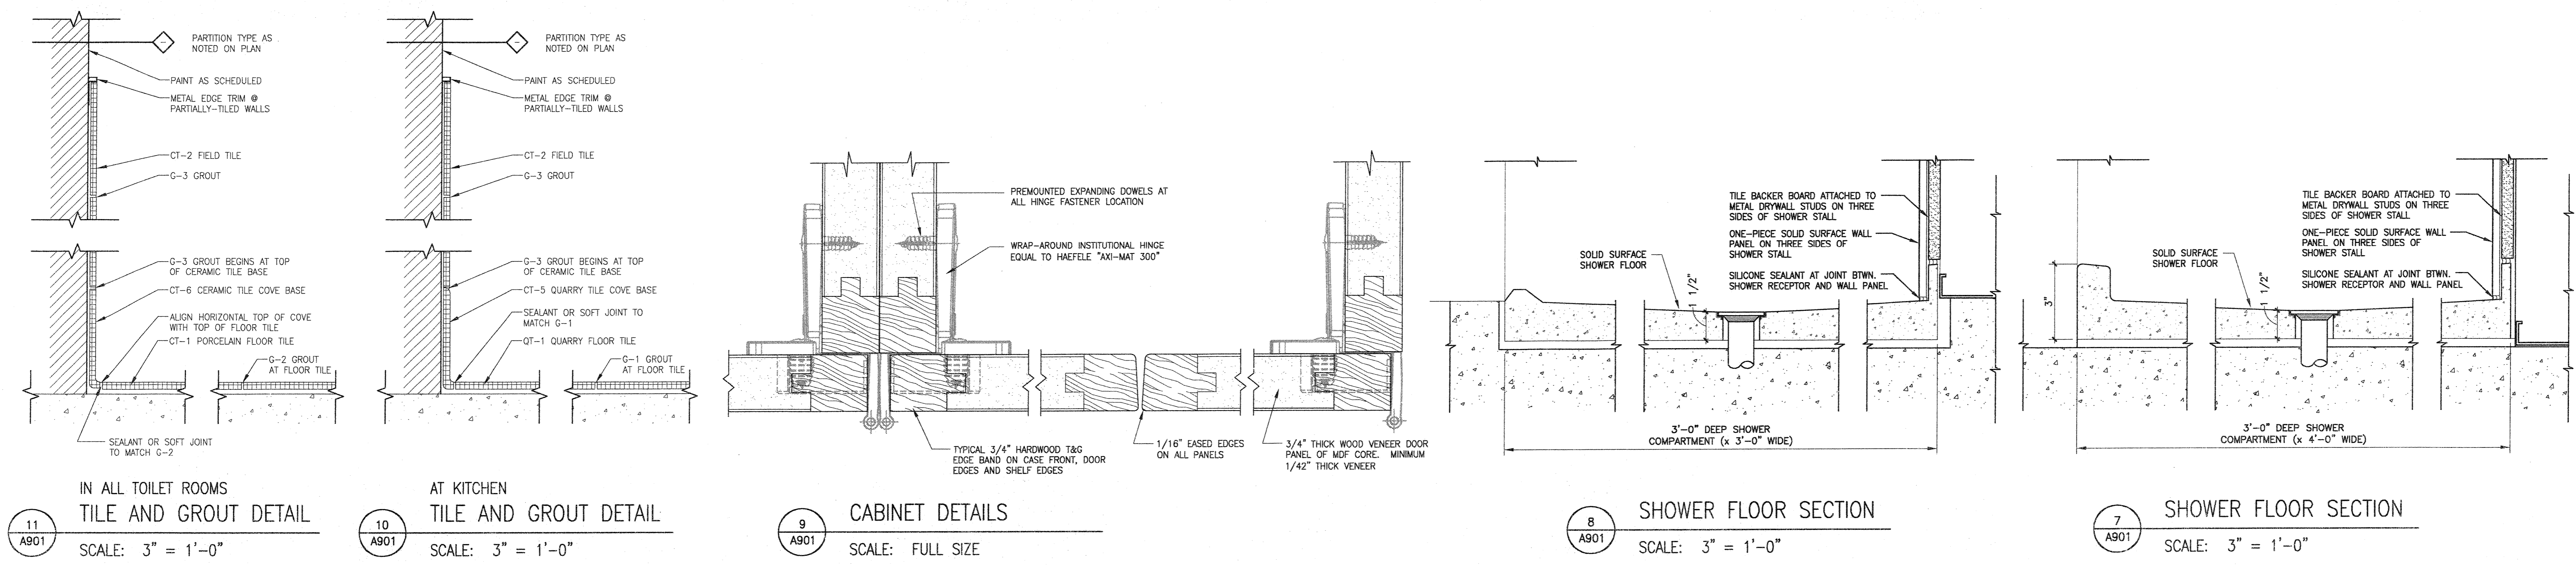 PARTITION TYPE AS
NOTED ON PLAN
PAINT AS SCHEDULED
METAL EDGE TRIM @
PARTIALLY-TILED WALLS
CT-2 FIELD TILE
G-3 GROUT
G-3 GROUT BEGINS AT TOP
OF CERAMIC TILE BASE
CT-6 CERAMIC TILE COVE BASE
ALIGN HORIZONTAL TOP OF COVE
WITH TOP OF FLOOR TILE
CT-1 PORCELAIN FLOOR TILE
G-2 GROUT
AT FLOOR TILE
SEALANT OR SOFT JOINT
TO MATCH G-2
IN ALL TOILET ROOMS
11
A901
TILE AND GROUT DETAIL
SCALE: 3" = 1'-0"
PARTITION TYPE AS
NOTED ON PLAN
PAINT AS SCHEDULED
METAL EDGE TRIM @
PARTIALLY-TILED WALLS
CT-2 FIELD TILE
G-3 GROUT
G-3 GROUT BEGINS AT TOP
OF CERAMIC TILE BASE
CT-5 QUARRY TILE COVE BASE
SEALANT OR SOFT JOINT TO
MATCH G-1
QT-1 QUARRY FLOOR TILE
G-1 GROUT
AT FLOOR TILE
AT KITCHEN
10
A901
TILE AND GROUT DETAIL
SCALE: 3" = 1'-0"
PREMOUNTED EXPANDING DOWELS AT
ALL HINGE FASTENER LOCATION
WRAP-AROUND INSTITUTIONAL HINGE
EQUAL TO HAEFELE "AXI-MAT 300"
TYPICAL 3/4" HARDWOOD T&G
EDGE BAND ON CASE FRONT, DOOR
EDGES AND SHELF EDGES
1/16" EASED EDGES
ON ALL PANELS
3/4" THICK WOOD VENEER DOOR
PANEL OF MDF CORE. MINIMUM
1/42" THICK VENEER
9
A901
CABINET DETAILS
SCALE: FULL SIZE
TILE BACKER BOARD ATTACHED TO
METAL DRYWALL STUDS ON THREE
SIDES OF SHOWER STALL
ONE-PIECE SOLID SURFACE WALL
PANEL ON THREE SIDES OF
SHOWER STALL
SOLID SURFACE
SHOWER FLOOR
SILICONE SEALANT AT JOINT BTWN.
SHOWER RECEPTOR AND WALL PANEL
1 1/2"
3'-0" DEEP SHOWER
COMPARTMENT (x 3'-0" WIDE)
8
A901
SHOWER FLOOR SECTION
SCALE: 3" = 1'-0"
TILE BACKER BOARD ATTACHED TO
METAL DRYWALL STUDS ON THREE
SIDES OF SHOWER STALL
ONE-PIECE SOLID SURFACE WALL
PANEL ON THREE SIDES OF
SHOWER STALL
SOLID SURFACE
SHOWER FLOOR
SILICONE SEALANT AT JOINT BTWN.
SHOWER RECEPTOR AND WALL PANEL
3"
1 1/2"
3'-0" DEEP SHOWER
COMPARTMENT (x 4'-0" WIDE)
7
A901
SHOWER FLOOR SECTION
SCALE: 3" = 1'-0"